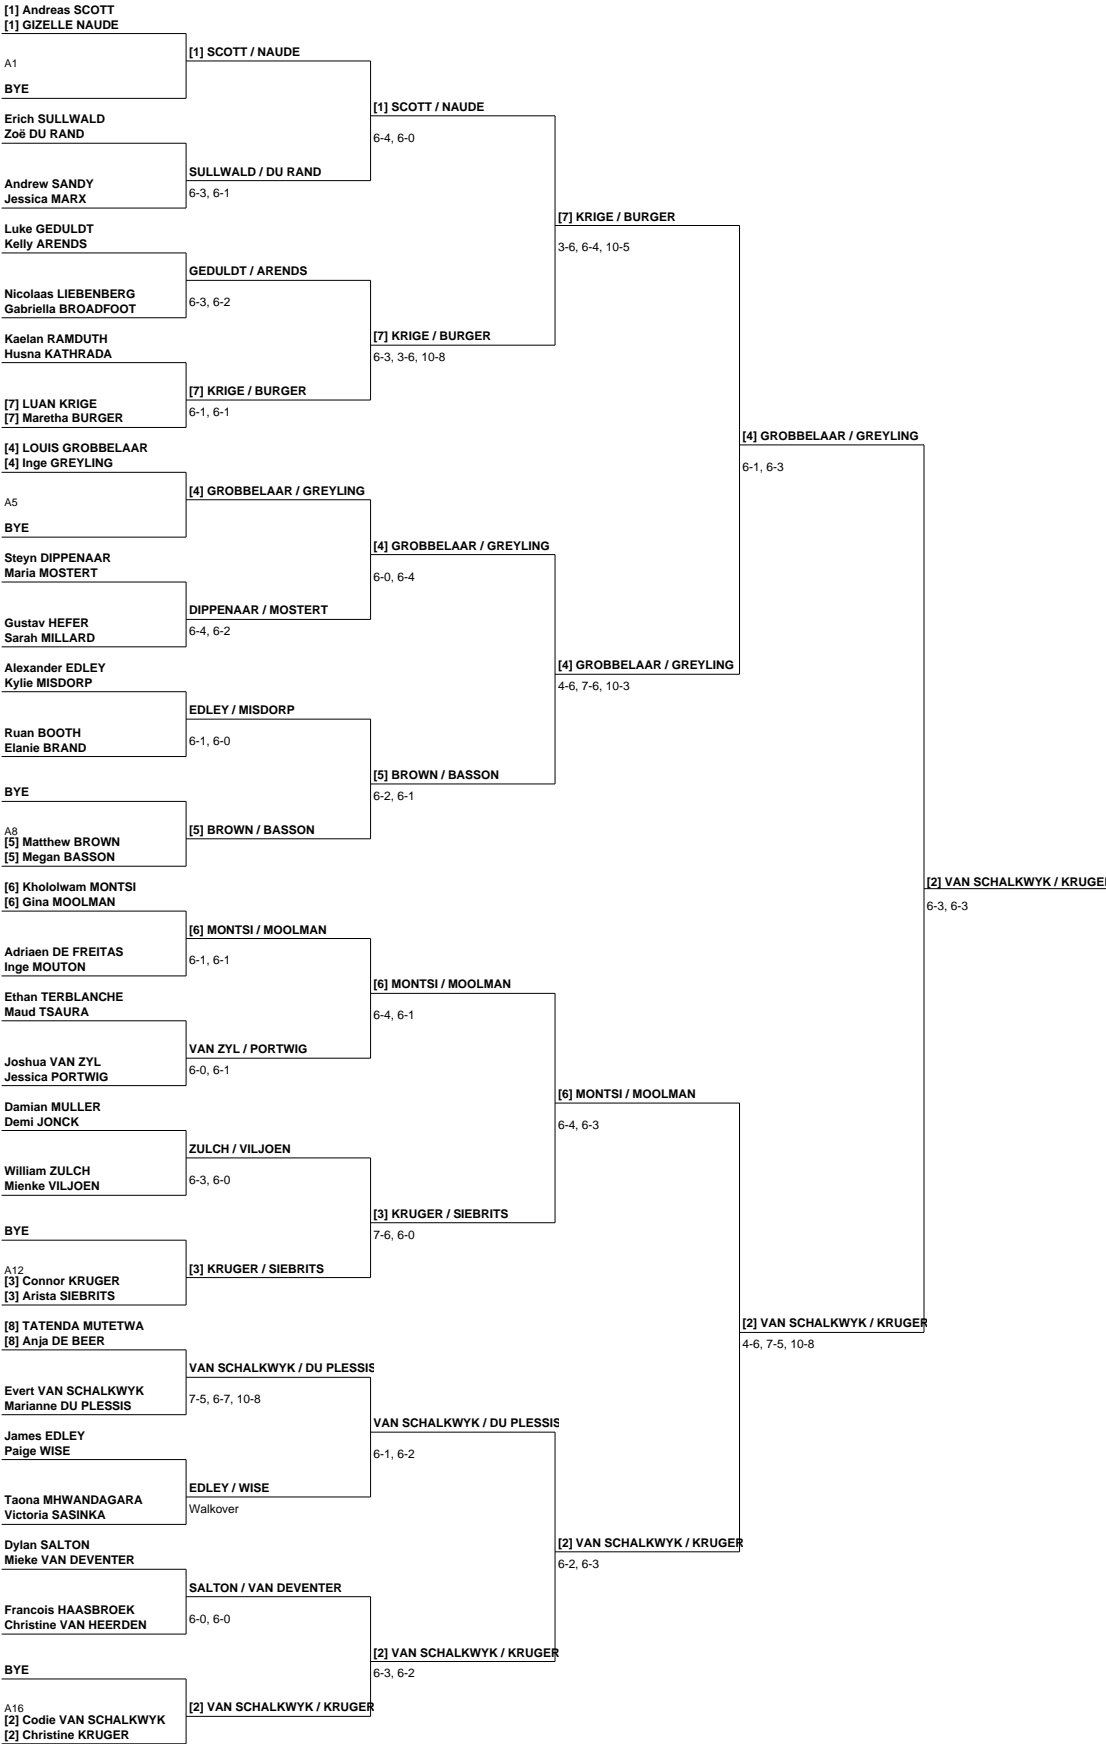 [1] Andreas SCOTT
[1] GIZELLE NAUDE
[1] SCOTT / NAUDE
A1
BYE
[1] SCOTT / NAUDE
Erich SULLWALD
Zoë DU RAND
6-4, 6-0
SULLWALD / DU RAND
Andrew SANDY
6-3, 6-1
Jessica MARX
[7] KRIGE / BURGER
Luke GEDULDT
Kelly ARENDS
3-6, 6-4, 10-5
GEDULDT / ARENDS
Nicolaas LIEBENBERG
6-3, 6-2
Gabriella BROADFOOT
[7] KRIGE / BURGER
Kaelan RAMDUTH
Husna KATHRADA
6-3, 3-6, 10-8
[7] KRIGE / BURGER
[7] LUAN KRIGE
6-1, 6-1
[7] Maretha BURGER
[4] GROBBELAAR / GREYLING
[4] LOUIS GROBBELAAR
[4] Inge GREYLING
6-1, 6-3
[4] GROBBELAAR / GREYLING
A5
BYE
[4] GROBBELAAR / GREYLING
Steyn DIPPENAAR
Maria MOSTERT
6-0, 6-4
DIPPENAAR / MOSTERT
Gustav HEFER
6-4, 6-2
Sarah MILLARD
[4] GROBBELAAR / GREYLING
Alexander EDLEY
Kylie MISDORP
4-6, 7-6, 10-3
EDLEY / MISDORP
Ruan BOOTH
6-1, 6-0
Elanie BRAND
[5] BROWN / BASSON
BYE
6-2, 6-1
A8
[5] BROWN / BASSON
[5] Matthew BROWN
[5] Megan BASSON
[2] VAN SCHALKWYK / KRUGER
[6] Khololwam MONTSI
[6] Gina MOOLMAN
6-3, 6-3
[6] MONTSI / MOOLMAN
Adriaen DE FREITAS
6-1, 6-1
Inge MOUTON
[6] MONTSI / MOOLMAN
Ethan TERBLANCHE
Maud TSAURA
6-4, 6-1
VAN ZYL / PORTWIG
Joshua VAN ZYL
6-0, 6-1
Jessica PORTWIG
[6] MONTSI / MOOLMAN
Damian MULLER
Demi JONCK
6-4, 6-3
ZULCH / VILJOEN
William ZULCH
6-3, 6-0
Mienke VILJOEN
[3] KRUGER / SIEBRITS
BYE
7-6, 6-0
A12
[3] KRUGER / SIEBRITS
[3] Connor KRUGER
[3] Arista SIEBRITS
[2] VAN SCHALKWYK / KRUGER
[8] TATENDA MUTETWA
[8] Anja DE BEER
4-6, 7-5, 10-8
VAN SCHALKWYK / DU PLESSIS
Evert VAN SCHALKWYK
7-5, 6-7, 10-8
Marianne DU PLESSIS
VAN SCHALKWYK / DU PLESSIS
James EDLEY
Paige WISE
6-1, 6-2
EDLEY / WISE
Taona MHWANDAGARA
Walkover
Victoria SASINKA
[2] VAN SCHALKWYK / KRUGER
Dylan SALTON
Mieke VAN DEVENTER
6-2, 6-3
SALTON / VAN DEVENTER
Francois HAASBROEK
6-0, 6-0
Christine VAN HEERDEN
[2] VAN SCHALKWYK / KRUGER
BYE
6-3, 6-2
A16
[2] VAN SCHALKWYK / KRUGER
[2] Codie VAN SCHALKWYK
[2] Christine KRUGER